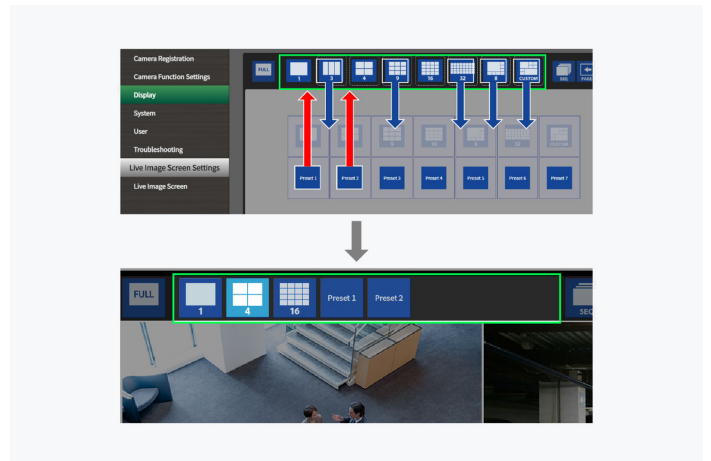 Camera Registration
Camera Function Settings
Display
System
User
Troubleshooting
Live Image Screen Settings
Live Image Screen
FULL
1
3
4
9
16
32
8
CUSTOM
SEQ
Preset 1
Preset 2
Preset 3
Preset 4
Preset 5
Preset 6
Preset 7
FULL
1
4
16
Preset 1
Preset 2
SEQ